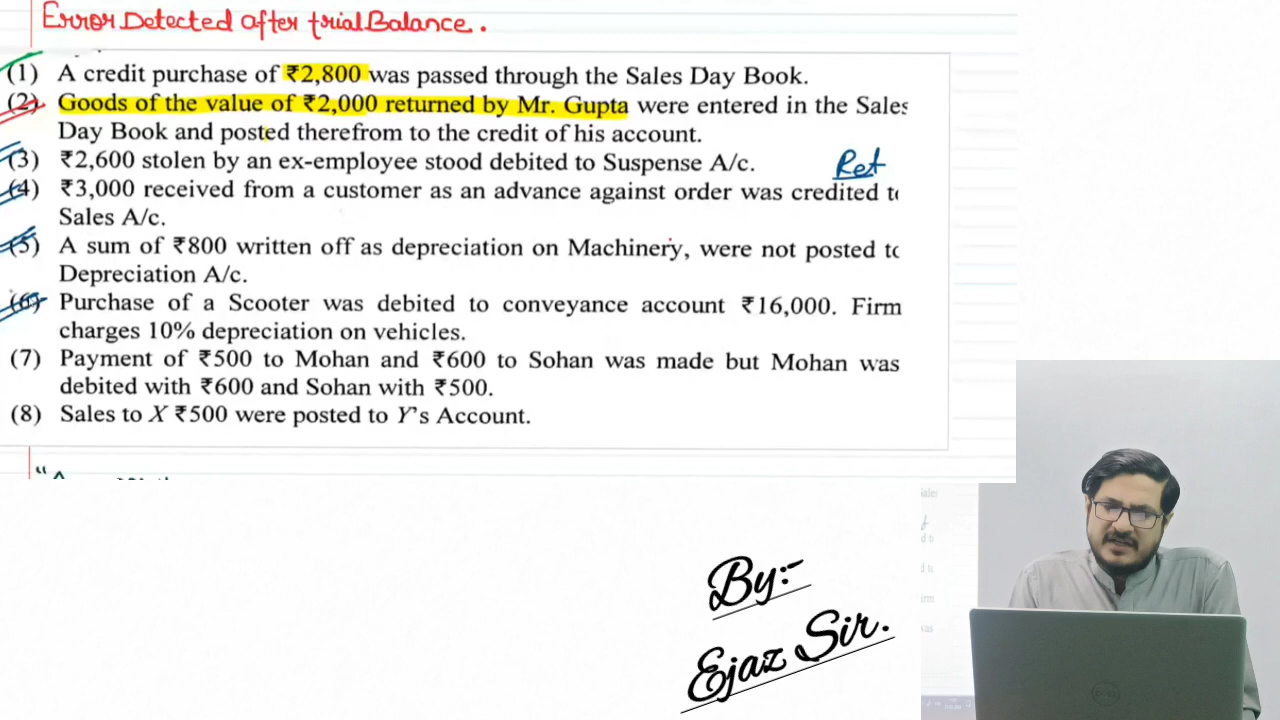 Error Detected after trial Balance.
(1) A credit purchase of ₹2,800 was passed through the Sales Day Book.
(2) Goods of the value of ₹2,000 returned by Mr. Gupta were entered in the Sales
Day Book and posted therefrom to the credit of his account.
(3) ₹2,600 stolen by an ex-employee stood debited to Suspense A/c.
Ret
(4) ₹3,000 received from a customer as an advance against order was credited to
Sales A/c.
(5) A sum of ₹800 written off as depreciation on Machinery, were not posted to
Depreciation A/c.
(6) Purchase of a Scooter was debited to conveyance account ₹16,000. Firm
charges 10% depreciation on vehicles.
(7) Payment of ₹500 to Mohan and ₹600 to Sohan was made but Mohan was
debited with ₹600 and Sohan with ₹500.
(8) Sales to X ₹500 were posted to Y's Account.
By:-
Ejaz Sir.
DELL